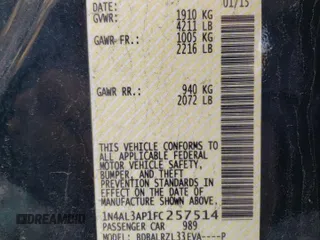 DATE: 01/15
GVWR: 1910 KG
4211 LB
GAWR FR: 1005 KG
2216 LB
GAWR RR: 940 KG
2072 LB
THIS VEHICLE CONFORMS TO
ALL APPLICABLE FEDERAL
MOTOR VEHICLE SAFETY,
BUMPER, AND THEFT
PREVENTION STANDARDS IN
EFFECT ON THE DATE OF
MANUFACTURE SHOWN ABOVE.
1N4AL3AP1FC257514
PASSENGER CAR 989
MODEL: BDBALRZL33EVA----P
DREAMBID